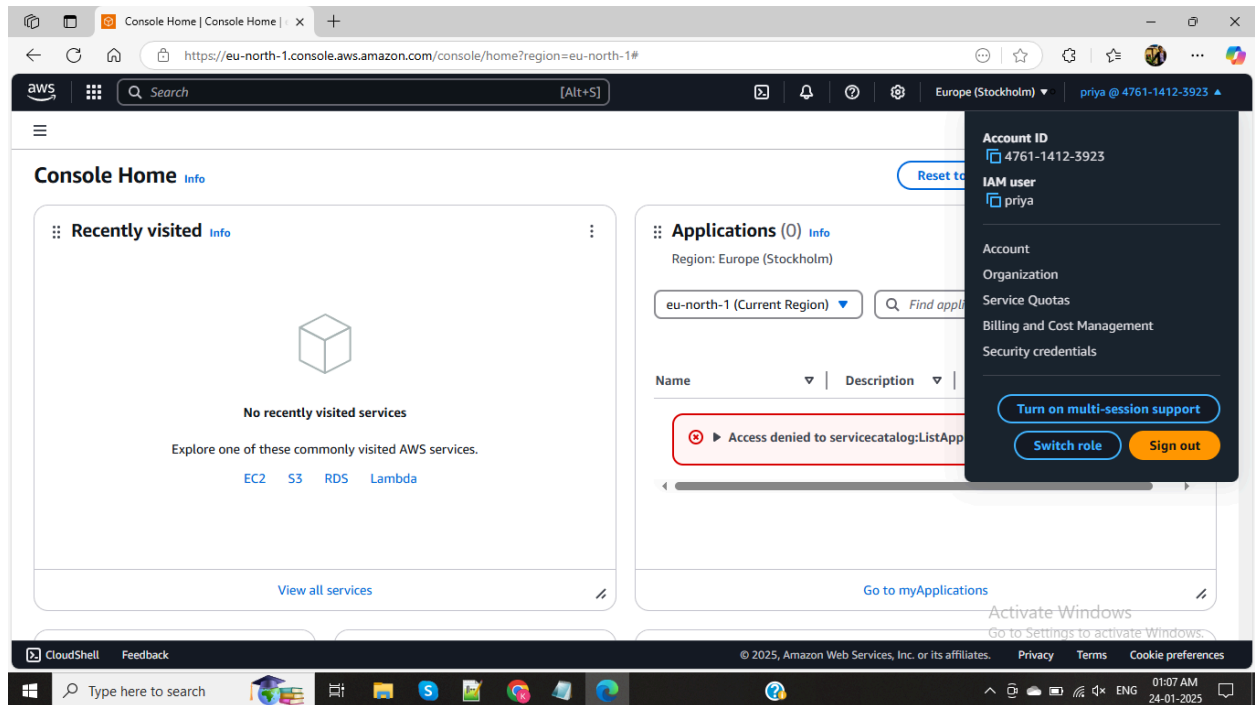 Console Home | Console Home | e
https://eu-north-1.console.aws.amazon.com/console/home?region=eu-north-1#
aws
Search
[Alt+S]
Europe (Stockholm)
priya @ 4761-1412-3923
Account ID
4761-1412-3923
IAM user
priya
Account
Organization
Service Quotas
Billing and Cost Management
Security credentials
Turn on multi-session support
Switch role
Sign out
Console Home Info
Reset to
Recently visited Info
No recently visited services
Explore one of these commonly visited AWS services.
EC2 S3 RDS Lambda
View all services
Applications (0) Info
Region: Europe (Stockholm)
eu-north-1 (Current Region)
Find appli
Name
Description
Access denied to servicecatalog:ListApp
Go to myApplications
Activate Windows
Go to Settings to activate Windows.
CloudShell Feedback
© 2025, Amazon Web Services, Inc. or its affiliates. Privacy Terms Cookie preferences
Type here to search
ENG
01:07 AM
24-01-2025